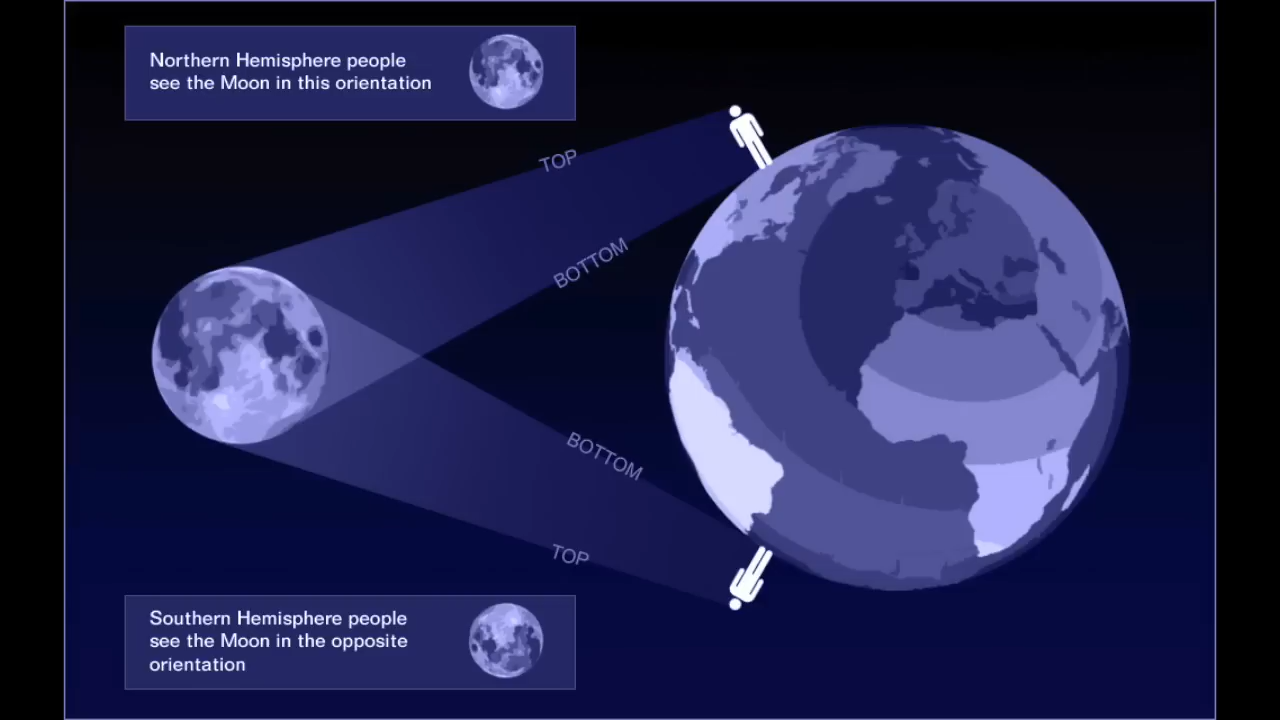 Northern Hemisphere people
see the Moon in this orientation
TOP
BOTTOM
BOTTOM
TOP
Southern Hemisphere people
see the Moon in the opposite
orientation